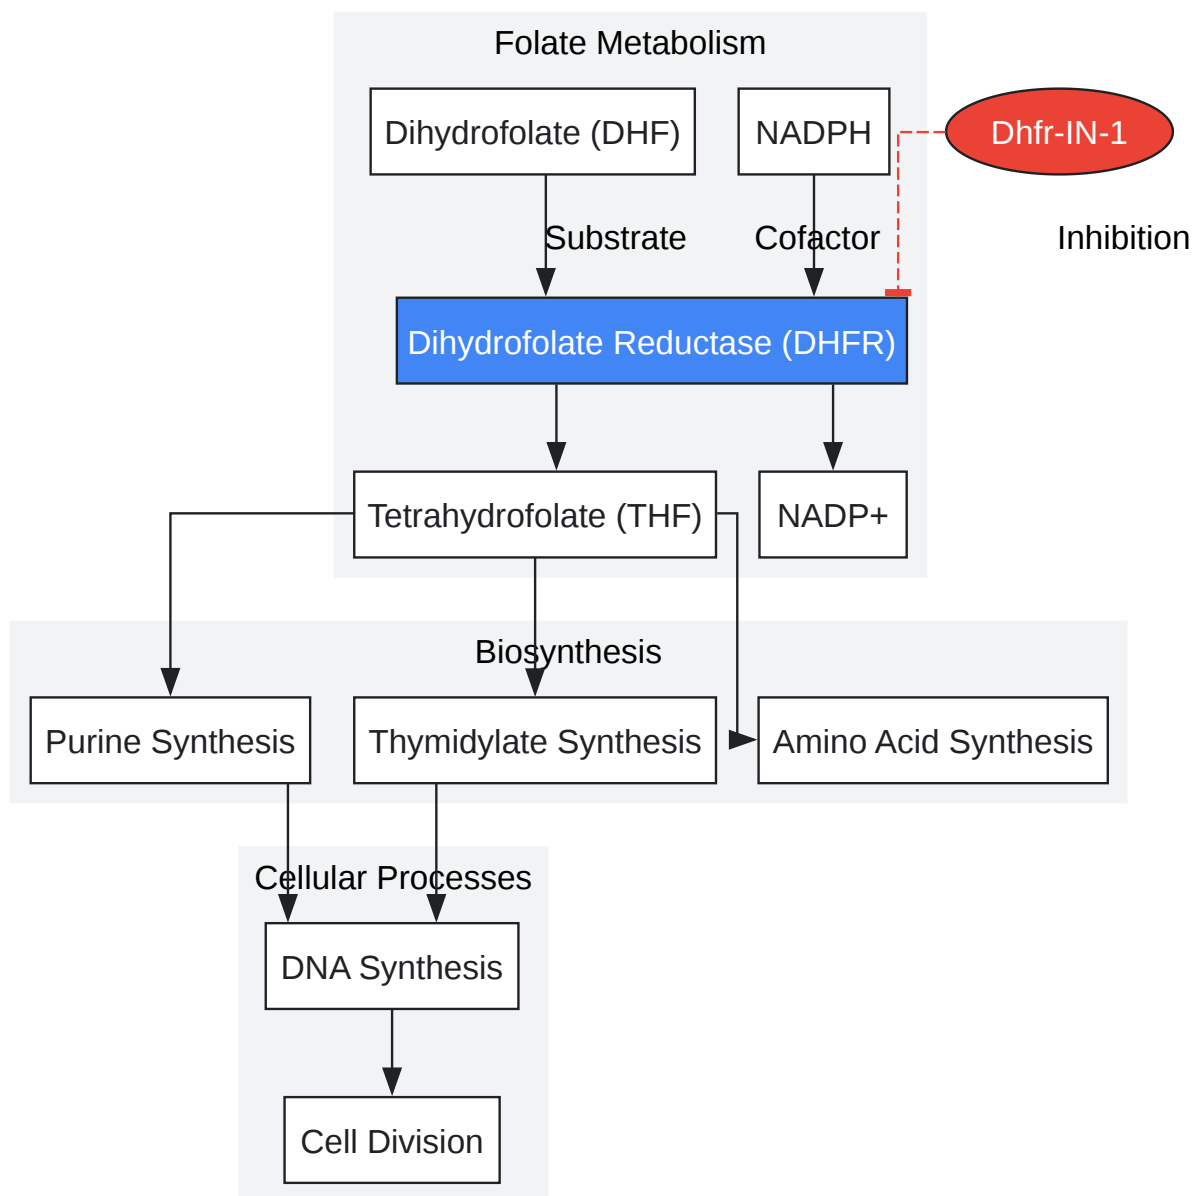 Folate Metabolism
Dihydrofolate (DHF)
NADPH
Dhfr-IN-1
Substrate
Cofactor
Inhibition
Dihydrofolate Reductase (DHFR)
Tetrahydrofolate (THF)
NADP+
Biosynthesis
Purine Synthesis
Thymidylate Synthesis
Amino Acid Synthesis
Cellular Processes
DNA Synthesis
Cell Division